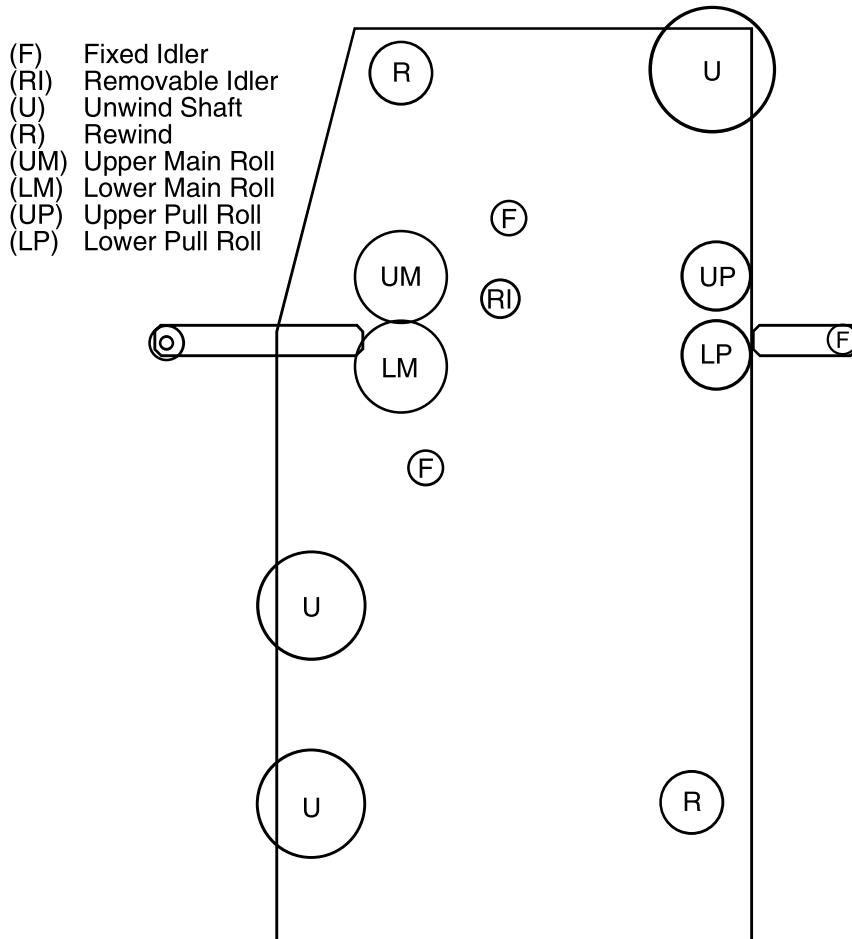 (F) Fixed Idler
(RI) Removable Idler
(U) Unwind Shaft
(R) Rewind
(UM) Upper Main Roll
(LM) Lower Main Roll
(UP) Upper Pull Roll
(LP) Lower Pull Roll
R
U
F
UM
RI
UP
LM
LP
F
F
U
U
R